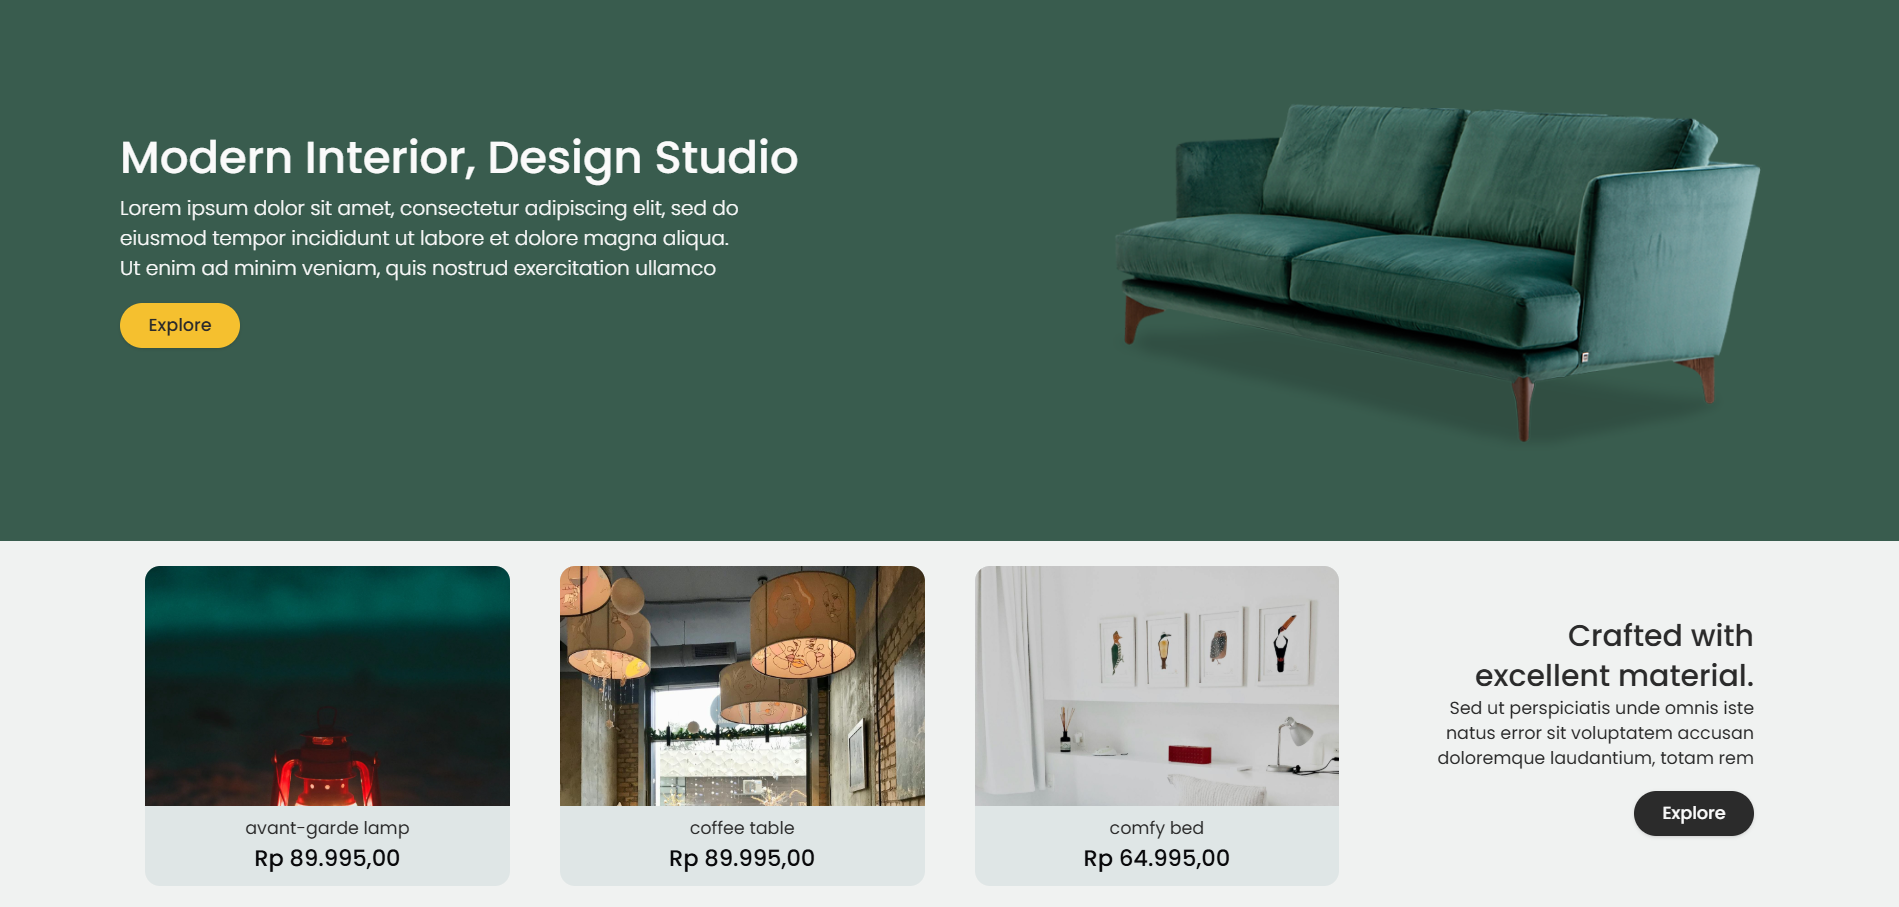 Modern Interior, Design Studio
Lorem ipsum dolor sit amet, consectetur adipiscing elit, sed do
eiusmod tempor incididunt ut labore et dolore magna aliqua.
Ut enim ad minim veniam, quis nostrud exercitation ullamco
Explore
avant-garde lamp
Rp 89.995,00
coffee table
Rp 89.995,00
comfy bed
Rp 64.995,00
Crafted with
excellent material.
Sed ut perspiciatis unde omnis iste
natus error sit voluptatem accusan
doloremque laudantium, totam rem
Explore